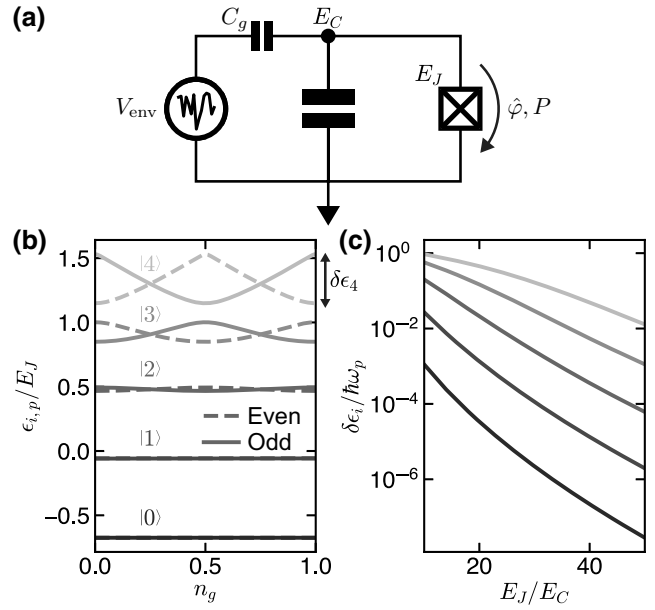 (a)
C_g
E_C
V_env
E_J
φ̂, P
(b)
1.5
1.0
0.5
0.0
−0.5
ϵ_{i,p}/E_J
|4⟩
|3⟩
|2⟩
|1⟩
|0⟩
Even
Odd
δϵ_4
0.0
0.5
1.0
n_g
(c)
10^0
10^{−2}
10^{−4}
10^{−6}
δϵ_i/ℏω_p
20
40
E_J/E_C